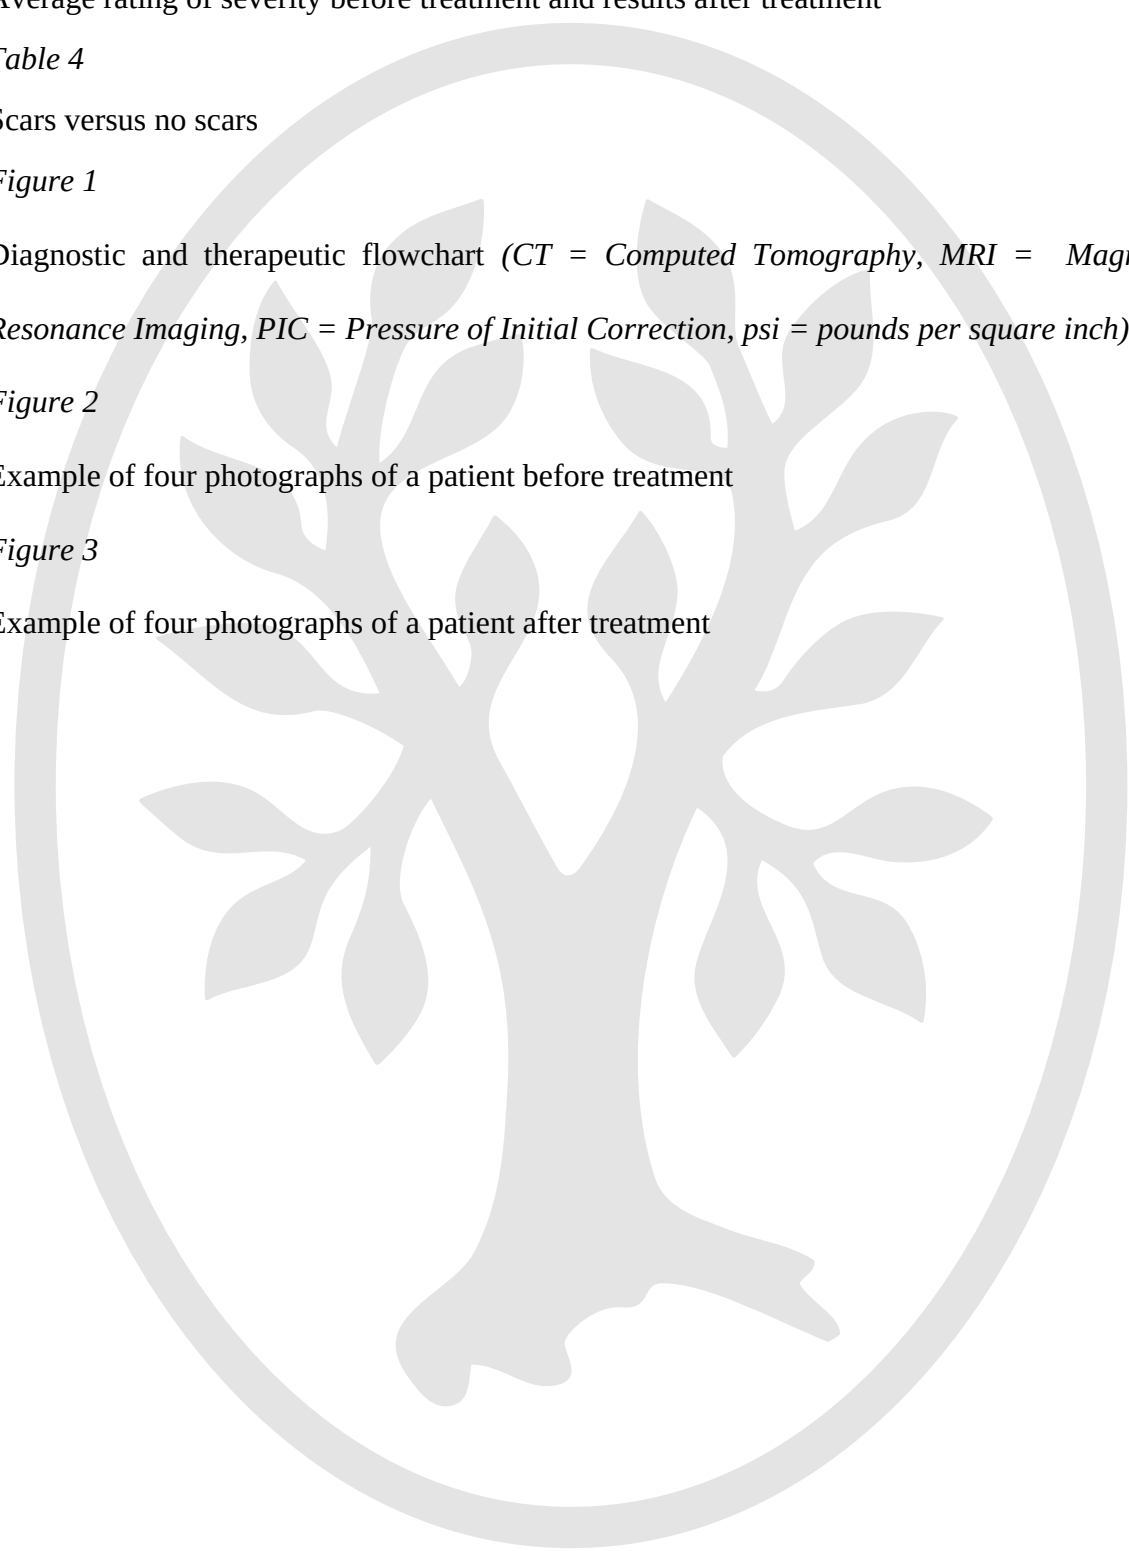 Average rating of severity before treatment and results after treatment
Table 4
Scars versus no scars
Figure 1
Diagnostic and therapeutic flowchart (CT = Computed Tomography, MRI = Magn
Resonance Imaging, PIC = Pressure of Initial Correction, psi = pounds per square inch)
Figure 2
Example of four photographs of a patient before treatment
Figure 3
Example of four photographs of a patient after treatment